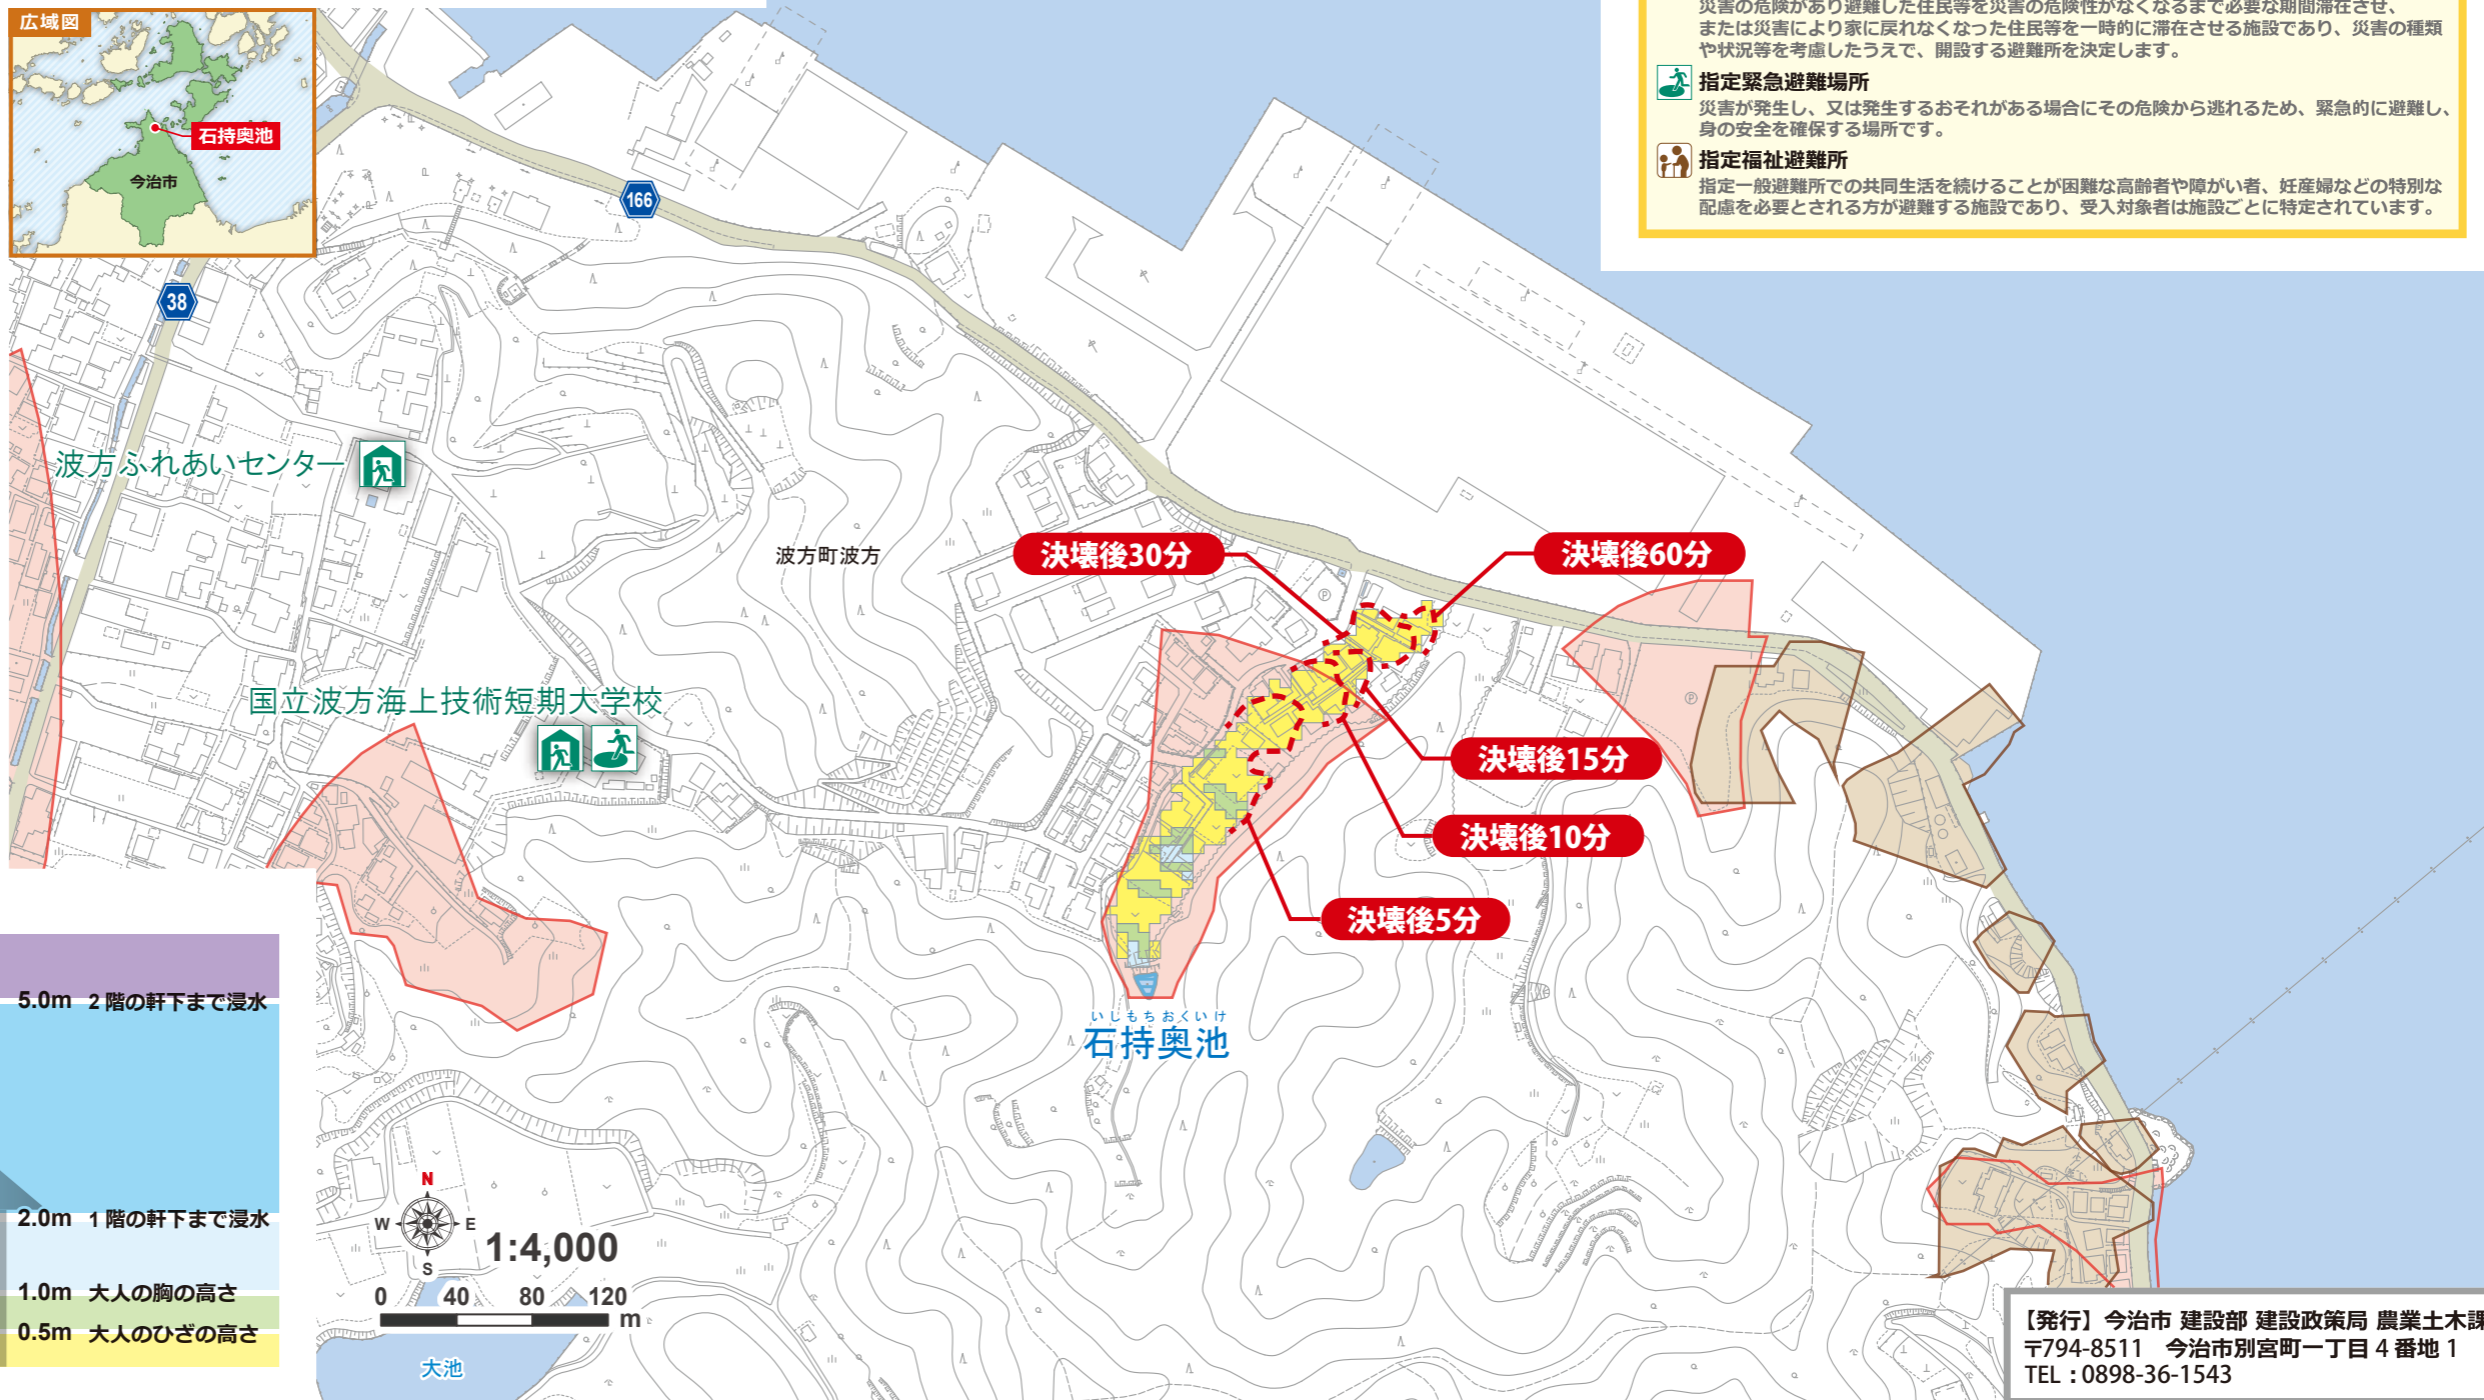 広域図
石持奥池
今治市
災害の危険があり避難した住民等を災害の危険性がなくなるまで必要な期間滞在させ、
または災害により家に戻れなくなった住民等を一時的に滞在させる施設であり、災害の種類
や状況等を考慮したうえで、開設する避難所を決定します。
指定緊急避難場所
災害が発生し、又は発生するおそれがある場合にその危険から逃れるため、緊急的に避難し、
身の安全を確保する場所です。
指定福祉避難所
指定一般避難所での共同生活を続けることが困難な高齢者や障がい者、妊産婦などの特別な
配慮を必要とされる方が避難する施設であり、受入対象者は施設ごとに特定されています。
166
38
波方ふれあいセンター
波方町波方
決壊後30分
決壊後60分
国立波方海上技術短期大学校
決壊後15分
決壊後10分
決壊後5分
いしもちおくいけ
石持奥池
5.0m 2階の軒下まで浸水
2.0m 1階の軒下まで浸水
1.0m 大人の胸の高さ
0.5m 大人のひざの高さ
N
W E
S
1:4,000
0 40 80 120
m
大池
P
P
【発行】今治市 建設部 建設政策局 農業土木課
〒794-8511 今治市別宮町一丁目4番地1
TEL：0898-36-1543